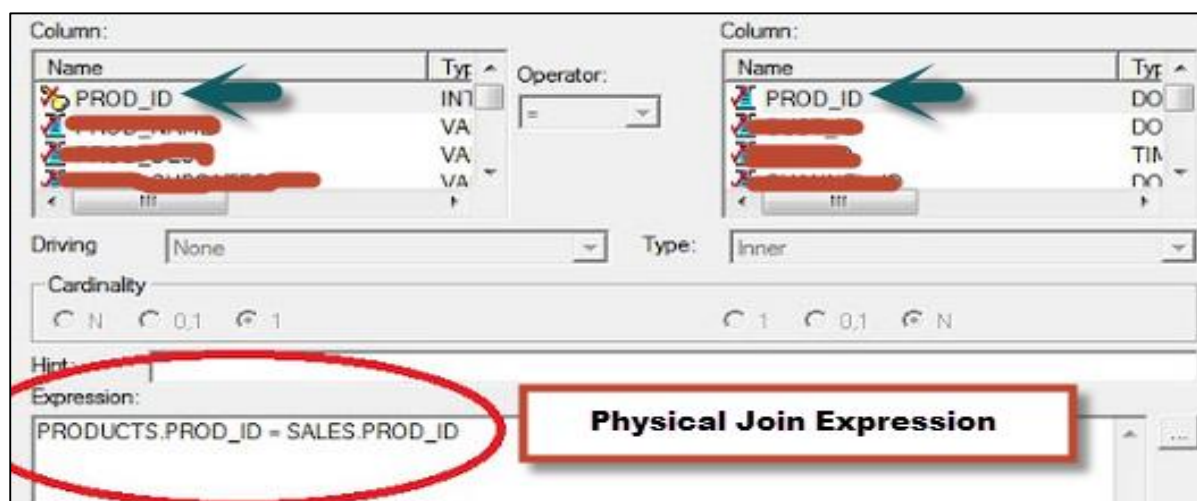 Column:
Column:
Name Typ
Operator:
Name Typ
PROD_ID INT
=
PROD_ID DO
VA
DO
VA
TIM
VA
DO
Driving None Type: Inner
Cardinality
N 0,1 1 1 0,1 N
Hint:
Expression:
PRODUCTS.PROD_ID = SALES.PROD_ID
Physical Join Expression
...